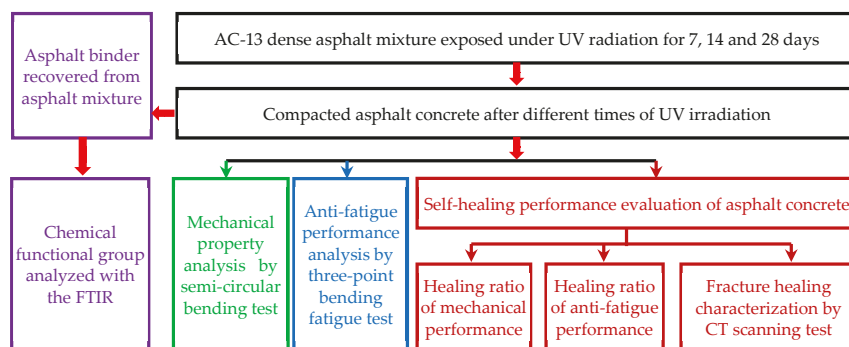 Asphalt binder
recovered from
asphalt mixture
AC-13 dense asphalt mixture exposed under UV radiation for 7, 14 and 28 days
Compacted asphalt concrete after different times of UV irradiation
Chemical
functional group
analyzed with
the FTIR
Mechanical
property
analysis by
semi-circular
bending test
Anti-fatigue
performance
analysis by
three-point
bending
fatigue test
Self-healing performance evaluation of asphalt concrete
Healing ratio
of mechanical
performance
Healing ratio
of anti-fatigue
performance
Fracture healing
characterization by
CT scanning test